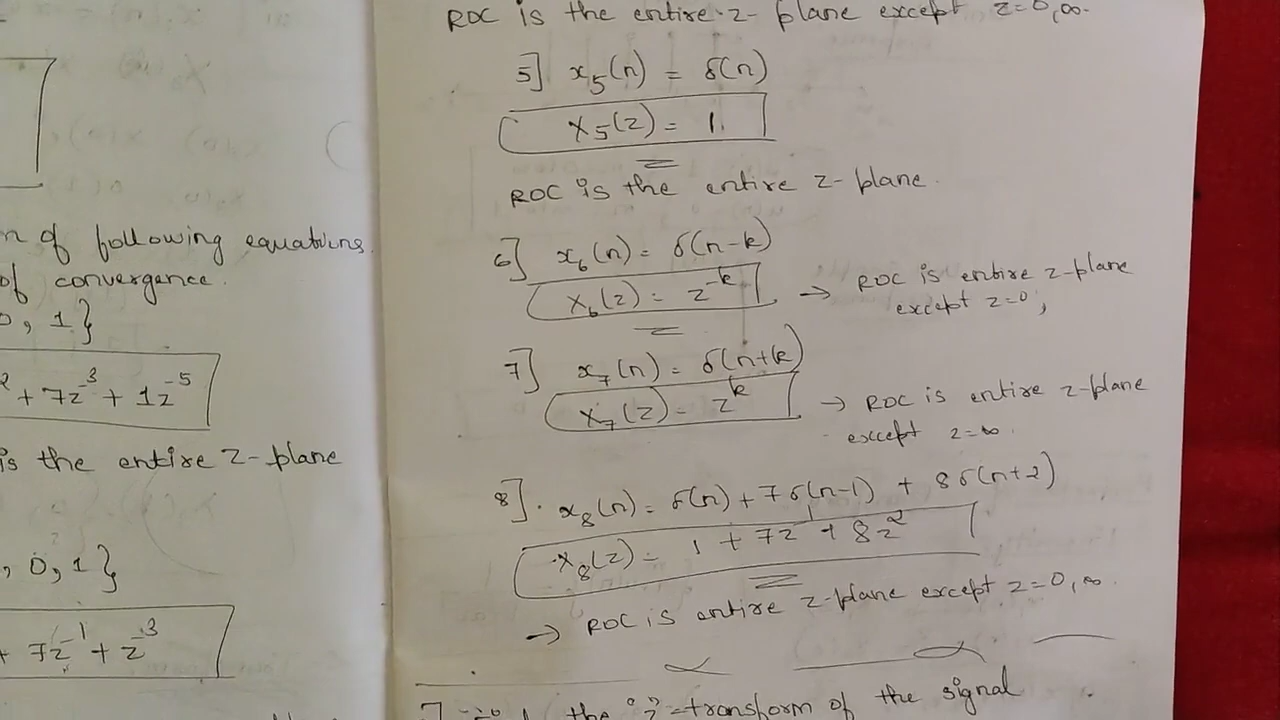 n of following equations.
of convergence.
0, 1}
² + 7z⁻³ + 1z⁻⁵
is the entire z-plane
, 0, 1}
+ 7z⁻¹ + z⁻³
ROC is the entire z-plane except z=0,∞.
5] x₅(n) = δ(n)
X₅(z) = 1.
ROC is the entire z-plane.
6] x₆(n) = δ(n-k)
X₆(z) = z⁻ᵏ → ROC is entire z-plane
except z=0,
7] x₇(n) = δ(n+k)
X₇(z) = zᵏ → ROC is entire z-plane
except z=∞.
8]. x₈(n) = δ(n) + 7δ(n-1) + 8δ(n+2)
X₈(z) = 1 + 7z⁻¹ + 8z²
→ ROC is entire z-plane except z=0,∞.
the 'z'-transform of the signal